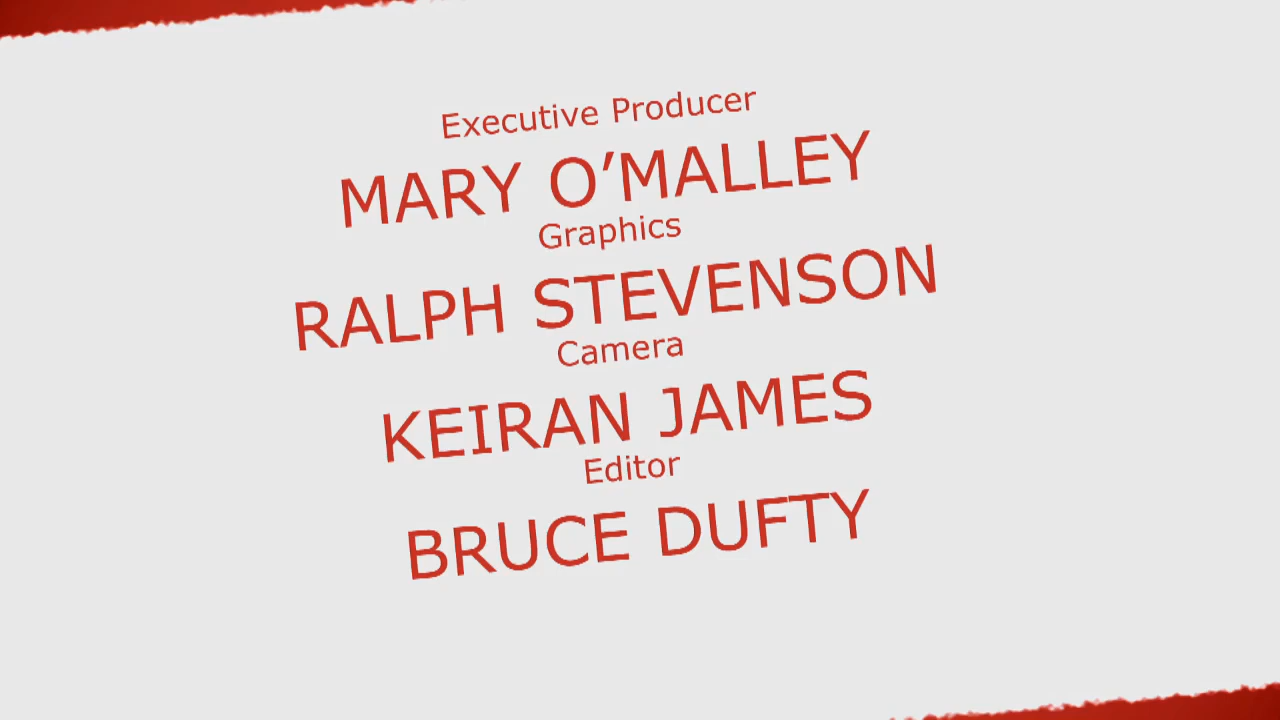 Executive Producer
MARY O’MALLEY
Graphics
RALPH STEVENSON
Camera
KEIRAN JAMES
Editor
BRUCE DUFTY